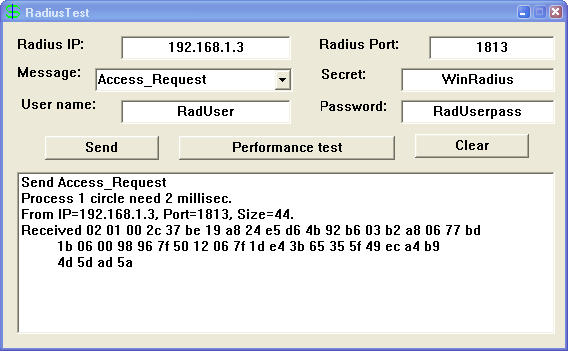 RadiusTest
Radius IP: 192.168.1.3 Radius Port: 1813
Message: Access_Request Secret: WinRadius
User name: RadUser Password: RadUserpass
Send Performance test Clear
Send Access_Request
Process 1 circle need 2 millisec.
From IP=192.168.1.3, Port=1813, Size=44.
Received 02 01 00 2c 37 be 19 a8 24 e5 d6 4b 92 b6 03 b2 a8 06 77 bd
1b 06 00 98 96 7f 50 12 06 7f 1d e4 3b 65 35 5f 49 ec a4 b9
4d 5d ad 5a